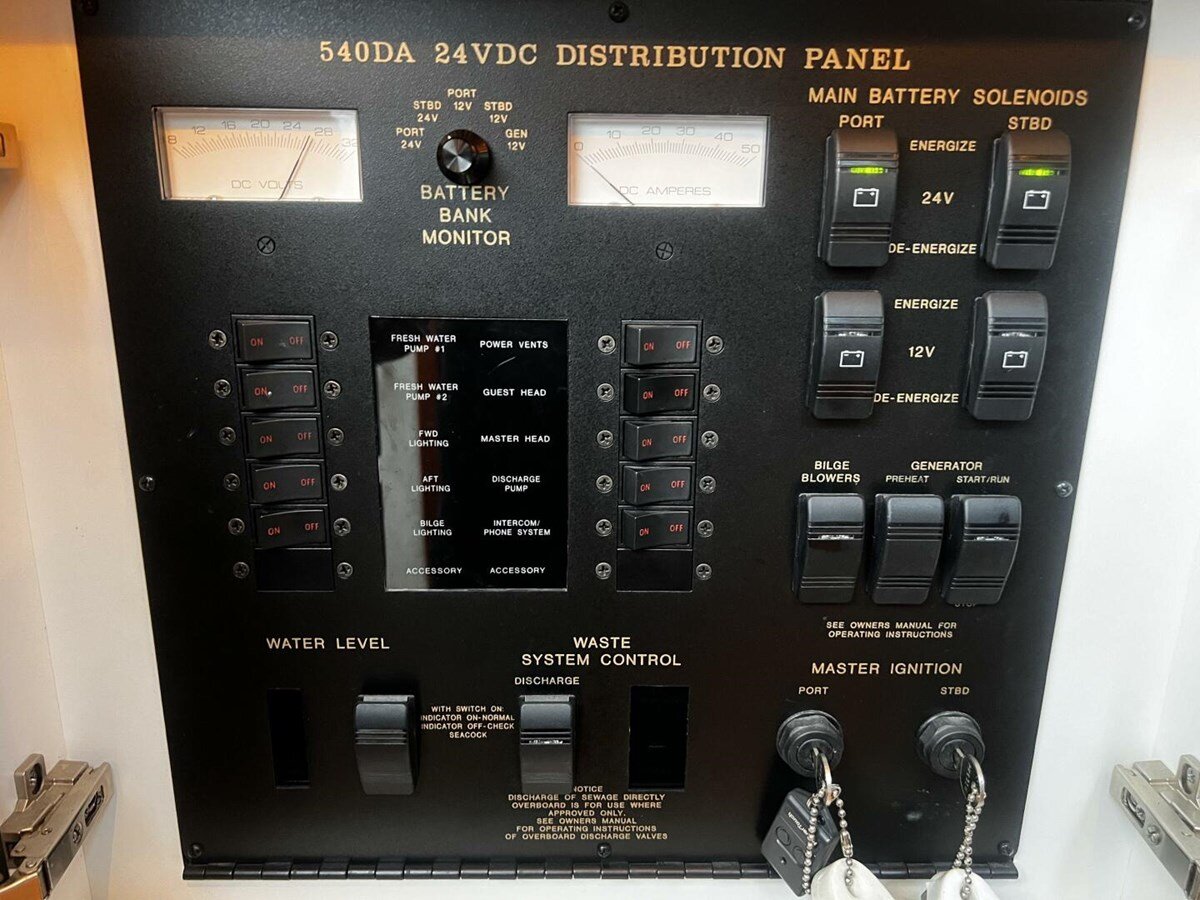 540DA 24VDC DISTRIBUTION PANEL
8 12 16 20 24 28 32
DC VOLTS
PORT 24V
STBD 24V
PORT 12V
STBD 12V
GEN 12V
BATTERY
BANK
MONITOR
0 10 20 30 40 50
DC AMPERES
MAIN BATTERY SOLENOIDS
PORT STBD
ENERGIZE
24V
DE-ENERGIZE
ENERGIZE
12V
DE-ENERGIZE
ON OFF
ON OFF
ON OFF
ON OFF
ON OFF
FRESH WATER
PUMP #1
FRESH WATER
PUMP #2
FWD
LIGHTING
AFT
LIGHTING
BILGE
LIGHTING
ACCESSORY
POWER VENTS
GUEST HEAD
MASTER HEAD
DISCHARGE
PUMP
INTERCOM/
PHONE SYSTEM
ACCESSORY
ON OFF
ON OFF
ON OFF
ON OFF
ON OFF
BILGE
BLOWERS
GENERATOR
PREHEAT START/RUN
STOP
SEE OWNERS MANUAL FOR
OPERATING INSTRUCTIONS
WATER LEVEL
WASTE
SYSTEM CONTROL
DISCHARGE
WITH SWITCH ON:
INDICATOR ON-NORMAL
INDICATOR OFF-CHECK
SEACOCK
NOTICE
DISCHARGE OF SEWAGE DIRECTLY
OVERBOARD IS FOR USE WHERE
APPROVED ONLY.
SEE OWNERS MANUAL
FOR OPERATING INSTRUCTIONS
OF OVERBOARD DISCHARGE VALVES
MASTER IGNITION
PORT STBD